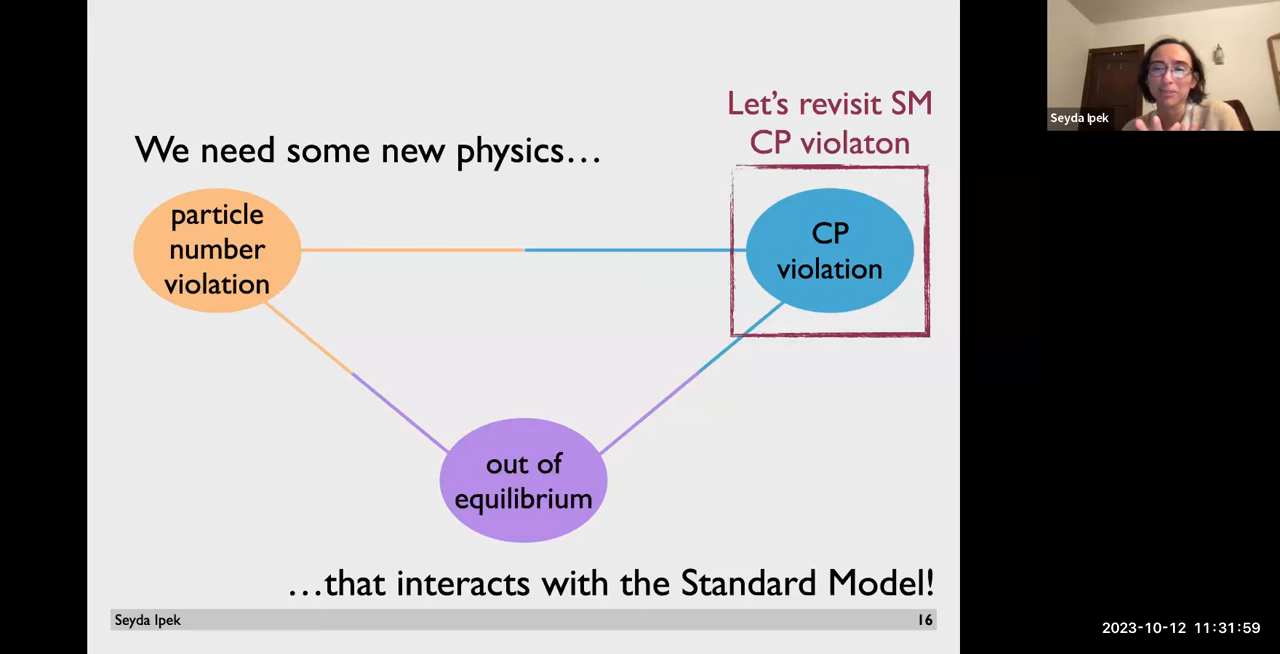 Let's revisit SM
CP violaton
We need some new physics…
particle
number
violation
CP
violation
out of
equilibrium
…that interacts with the Standard Model!
Seyda Ipek
16
Seyda Ipek
2023-10-12 11:31:59